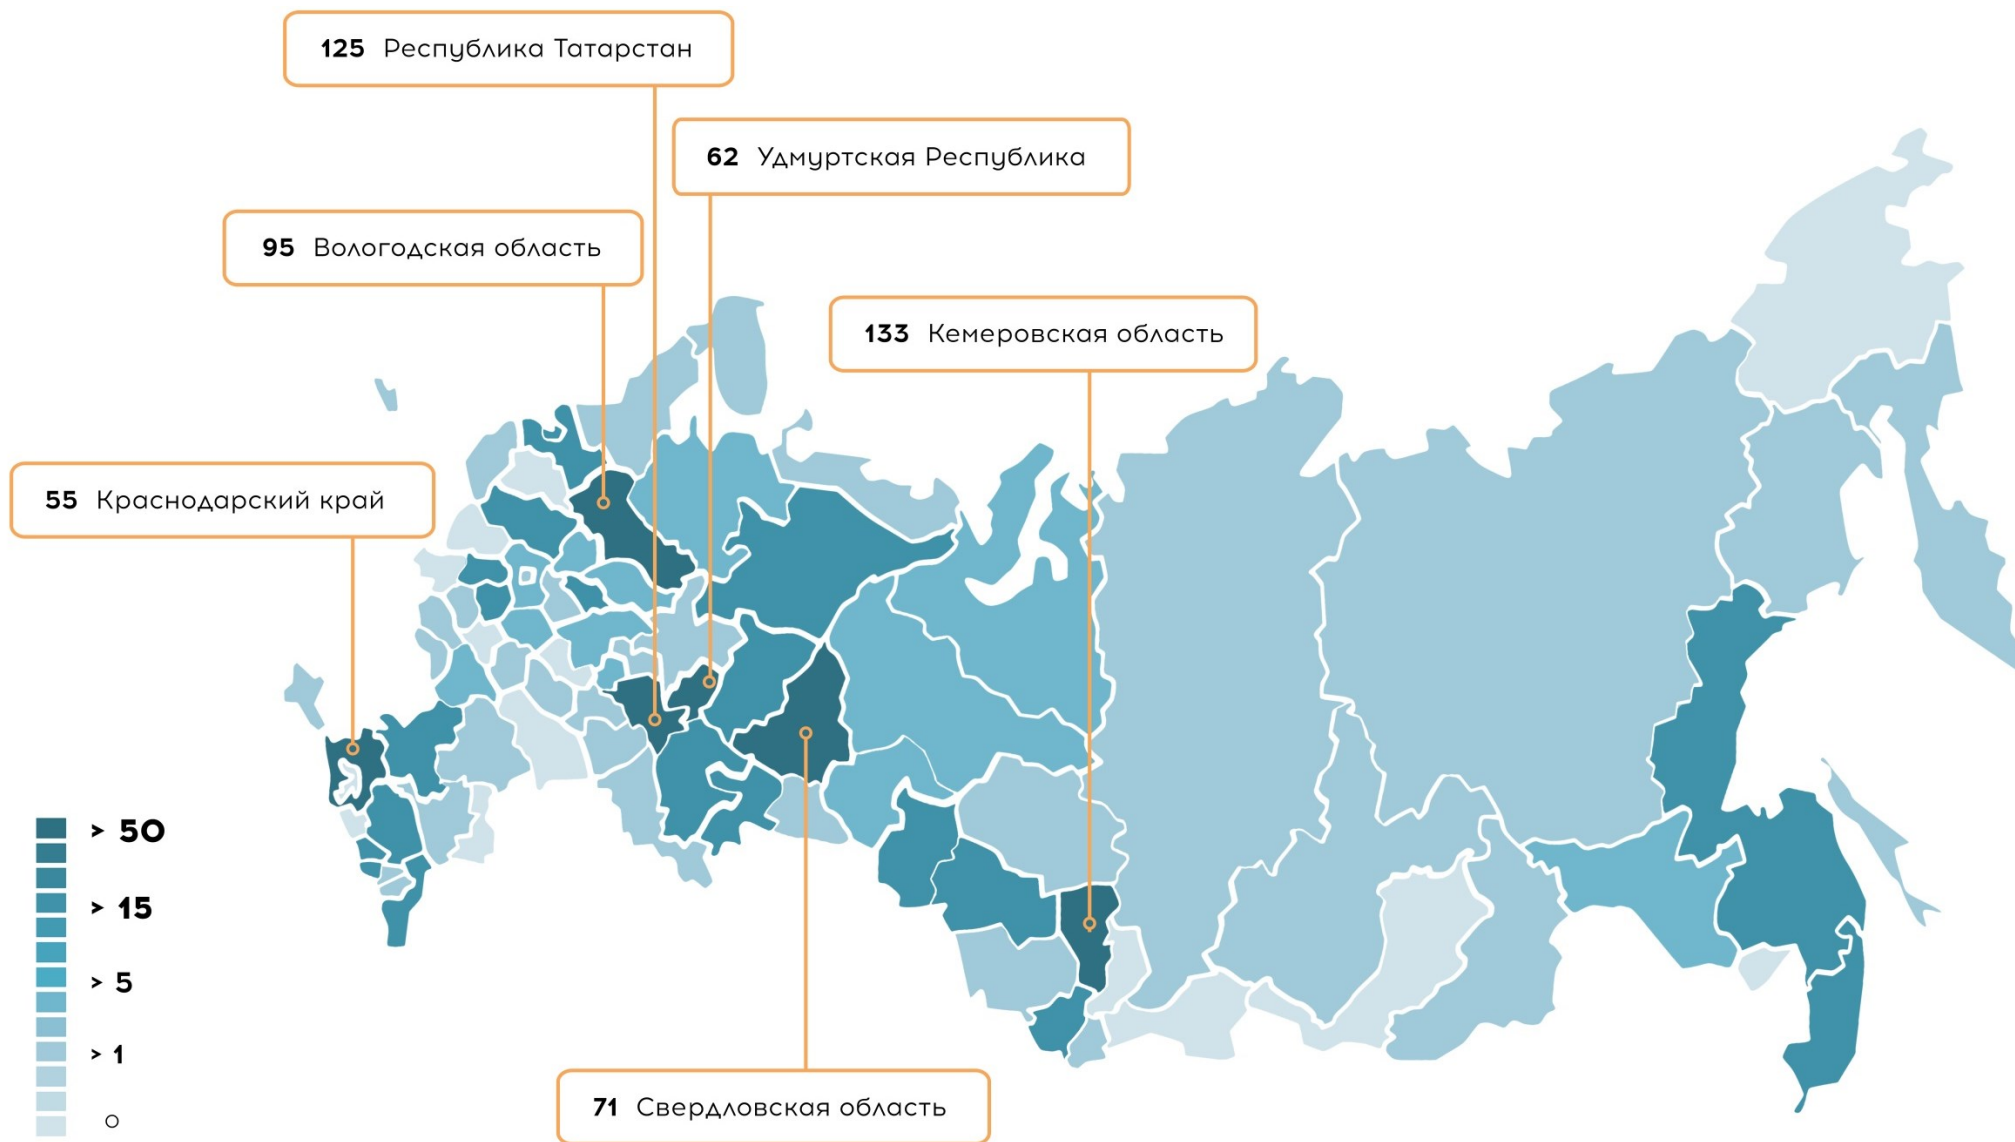 125 Республика Татарстан
62 Удмуртская Республика
95 Вологодская область
133 Кемеровская область
55 Краснодарский край
> 50
> 15
> 5
> 1
0
71 Свердловская область